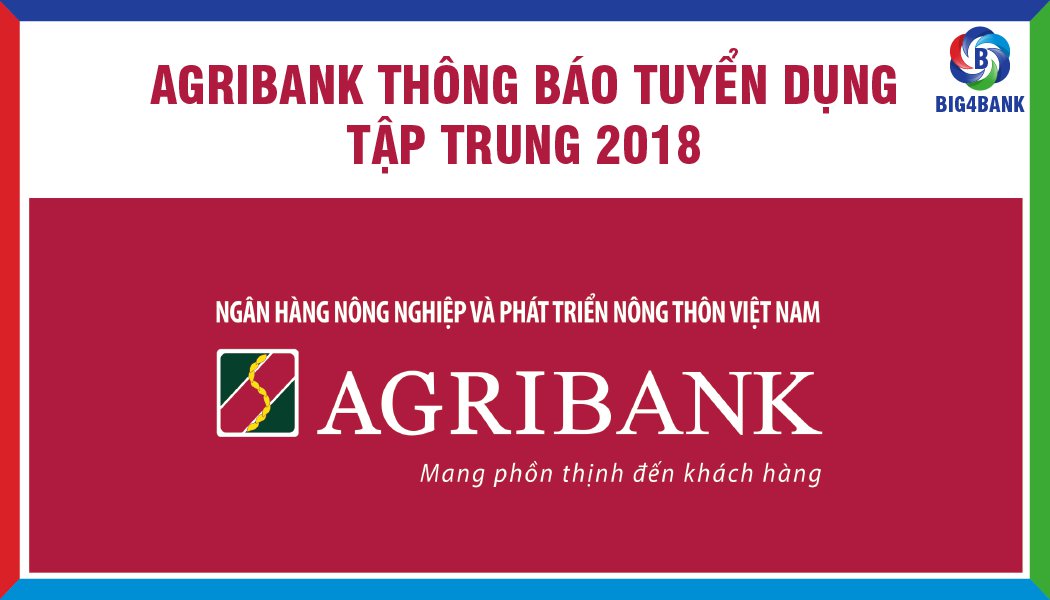 AGRIBANK THÔNG BÁO TUYỂN DỤNG
TẬP TRUNG 2018
B
BIG4BANK
NGÂN HÀNG NÔNG NGHIỆP VÀ PHÁT TRIỂN NÔNG THÔN VIỆT NAM
AGRIBANK
Mang phồn thịnh đến khách hàng